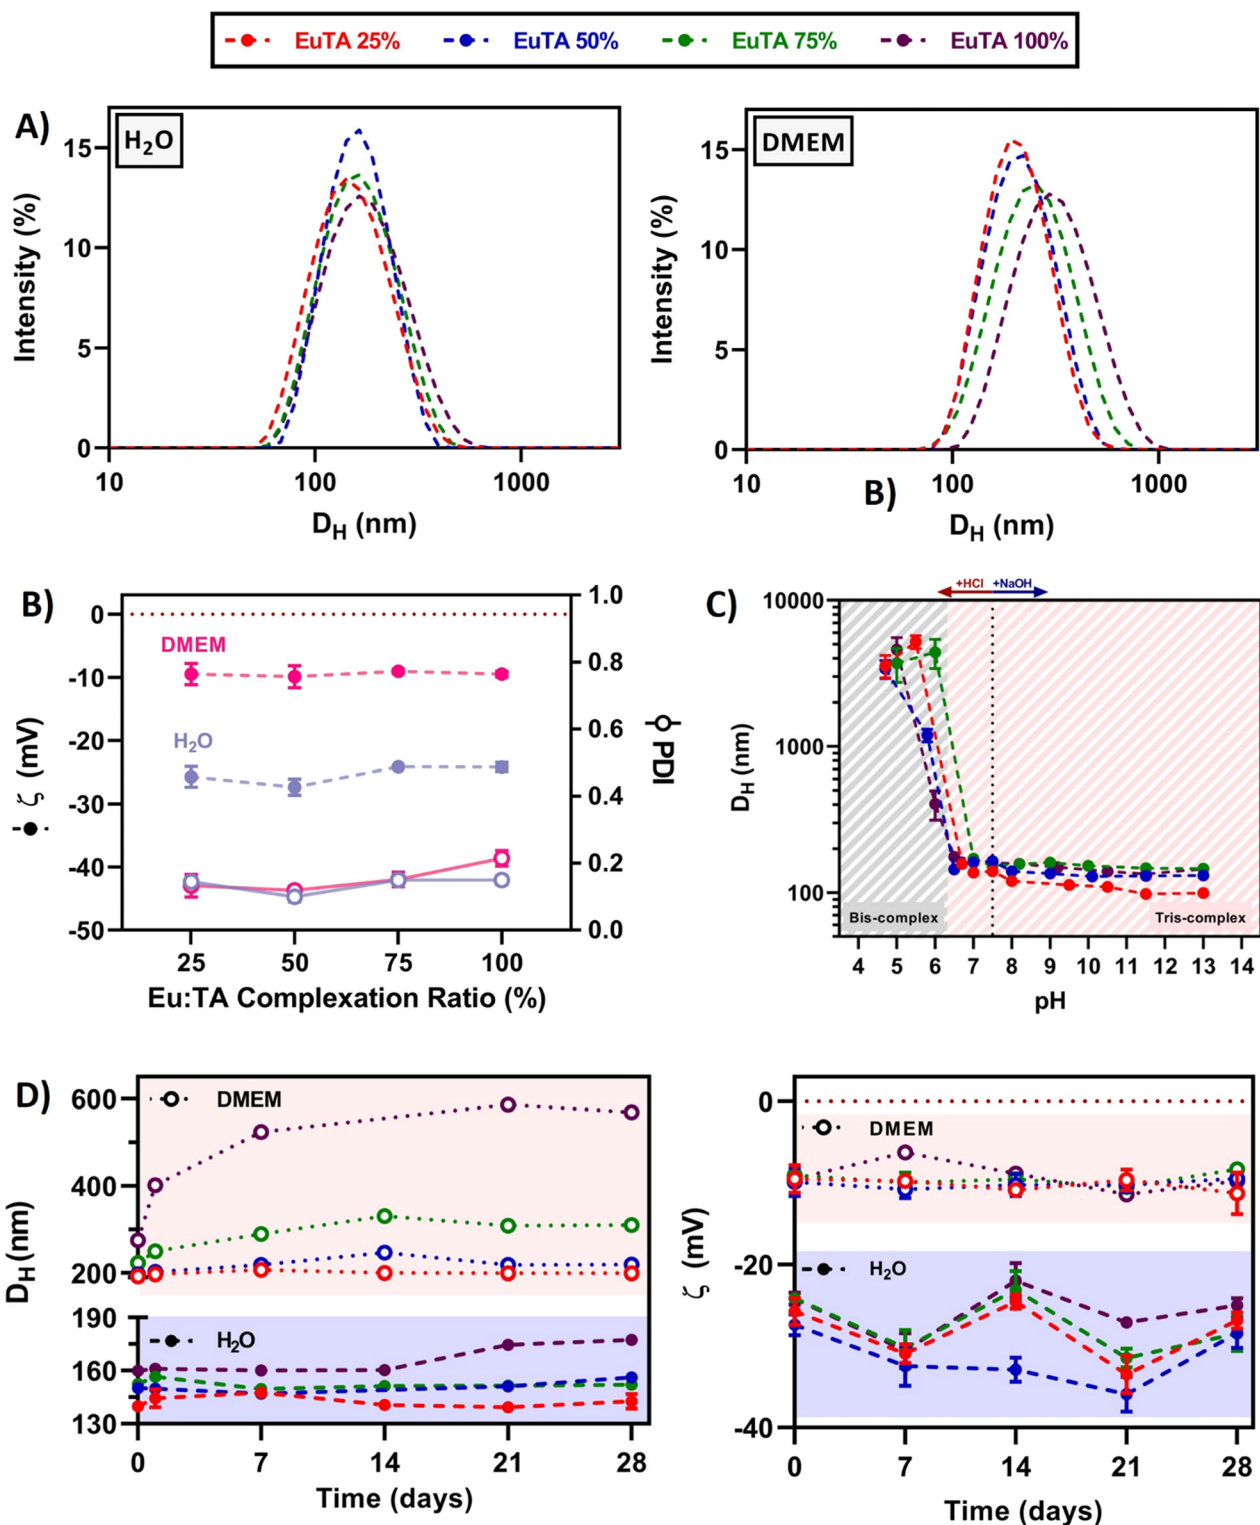 EuTA 25% EuTA 50% EuTA 75% EuTA 100%
A)
H₂O
Intensity (%)
15
10
5
0
10 100 1000
D_H (nm)
DMEM
Intensity (%)
15
10
5
0
10 100 1000
B)
D_H (nm)
B)
0
-10
-20
-30
-40
-50
ζ (mV)
DMEM
H₂O
1.0
0.8
0.6
0.4
0.2
0.0
PDI
25 50 75 100
Eu:TA Complexation Ratio (%)
C)
+HCl +NaOH
10000
1000
100
D_H (nm)
Bis-complex Tris-complex
4 5 6 7 8 9 10 11 12 13 14
pH
D)
600
400
200
190
160
130
D_H (nm)
DMEM
H₂O
0 7 14 21 28
Time (days)
0
-20
-40
ζ (mV)
DMEM
H₂O
0 7 14 21 28
Time (days)